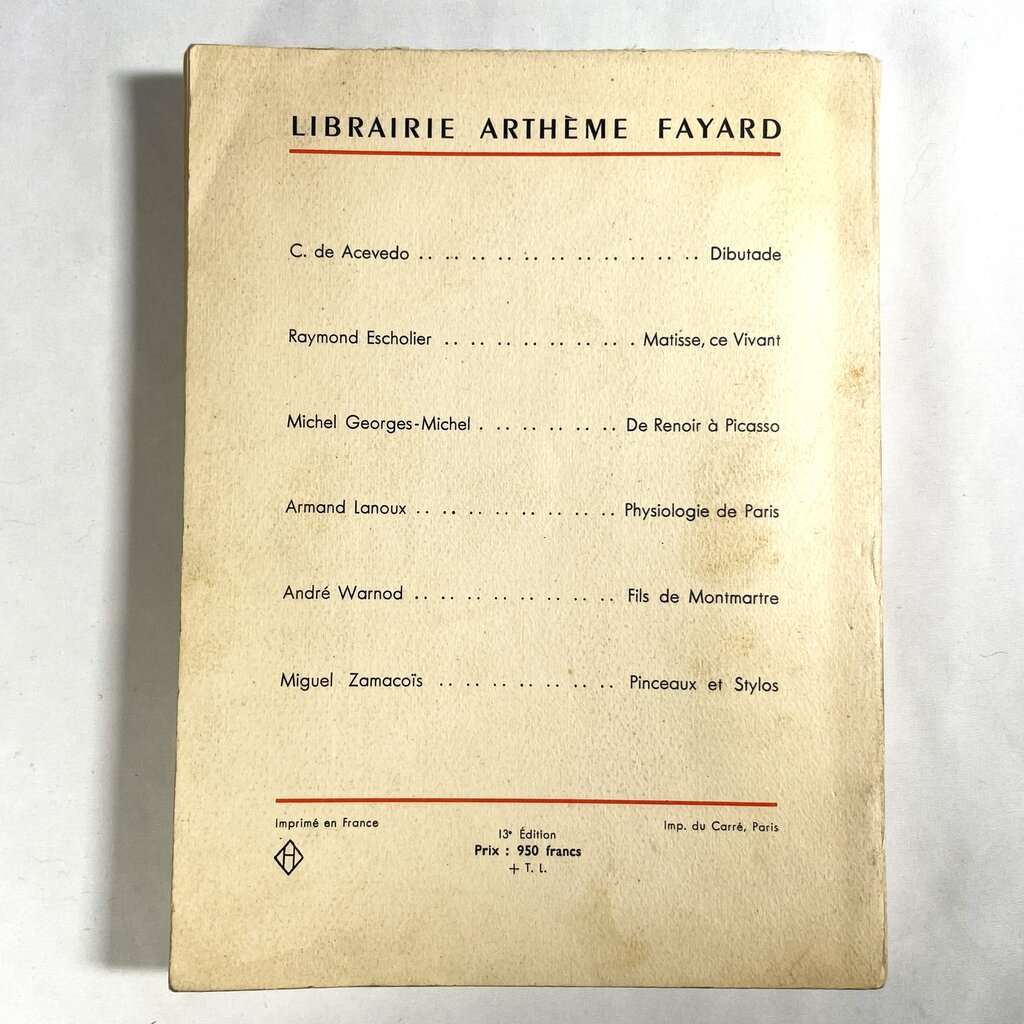 LIBRAIRIE ARTHÈME FAYARD
C. de Acevedo .. .. .. .. .. .. .. .. .. .. .. Dibutade
Raymond Escholier .. .. .. .. .. .. .. . Matisse, ce Vivant
Michel Georges-Michel . .. .. .. .. .. De Renoir à Picasso
Armand Lanoux .. .. .. .. .. .. .. .. Physiologie de Paris
André Warnod .. .. .. .. .. .. .. .. Fils de Montmartre
Miguel Zamacoïs .. .. .. .. .. .. .. Pinceaux et Stylos
Imprimé en France
13e Édition
Imp. du Carré, Paris
Prix : 950 francs
+ T. L.
H